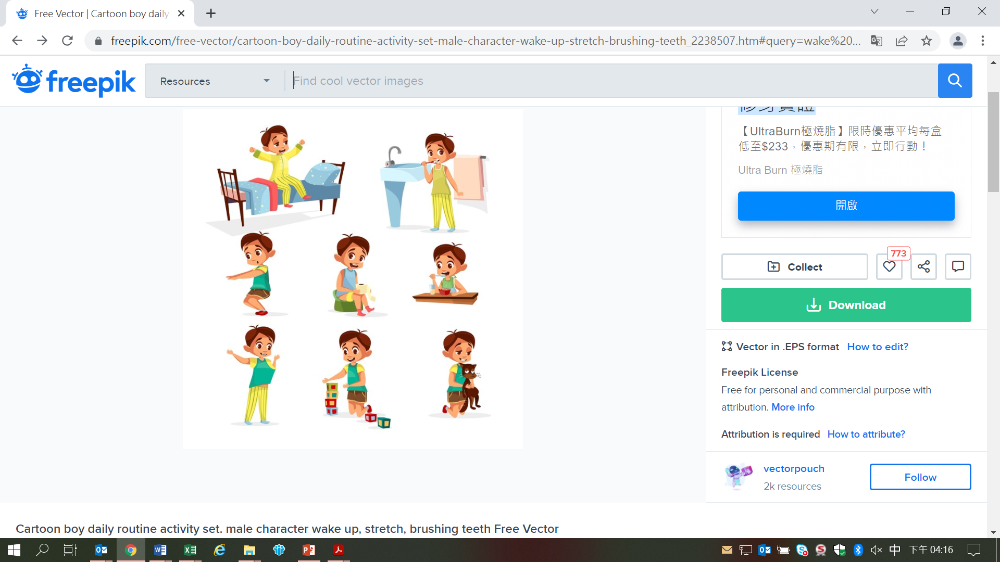 Free Vector | Cartoon boy daily
freepik.com/free-vector/cartoon-boy-daily-routine-activity-set-male-character-wake-up-stretch-brushing-teeth_2238507.htm#query=wake%20...
freepik
Resources
Find cool vector images
【UltraBurn極燒脂】限時優惠平均每盒
低至$233，優惠期有限，立即行動！
Ultra Burn 極燒脂
開啟
773
Collect
Download
Vector in .EPS format How to edit?
Freepik License
Free for personal and commercial purpose with
attribution. More info
Attribution is required How to attribute?
vectorpouch
2k resources
Follow
Cartoon boy daily routine activity set. male character wake up, stretch, brushing teeth Free Vector
中 下午 04:16